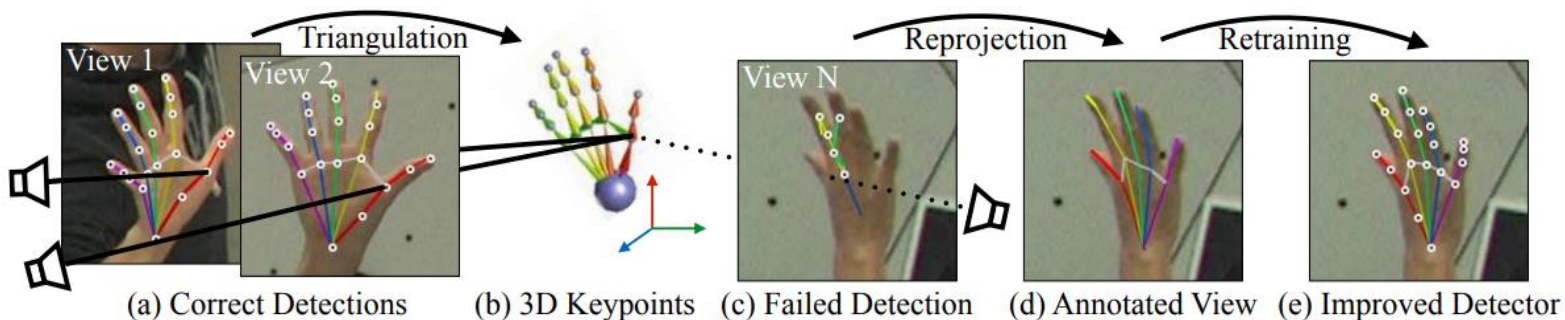 Triangulation
Reprojection
Retraining
View 1
View 2
View N
(a) Correct Detections
(b) 3D Keypoints
(c) Failed Detection
(d) Annotated View
(e) Improved Detector